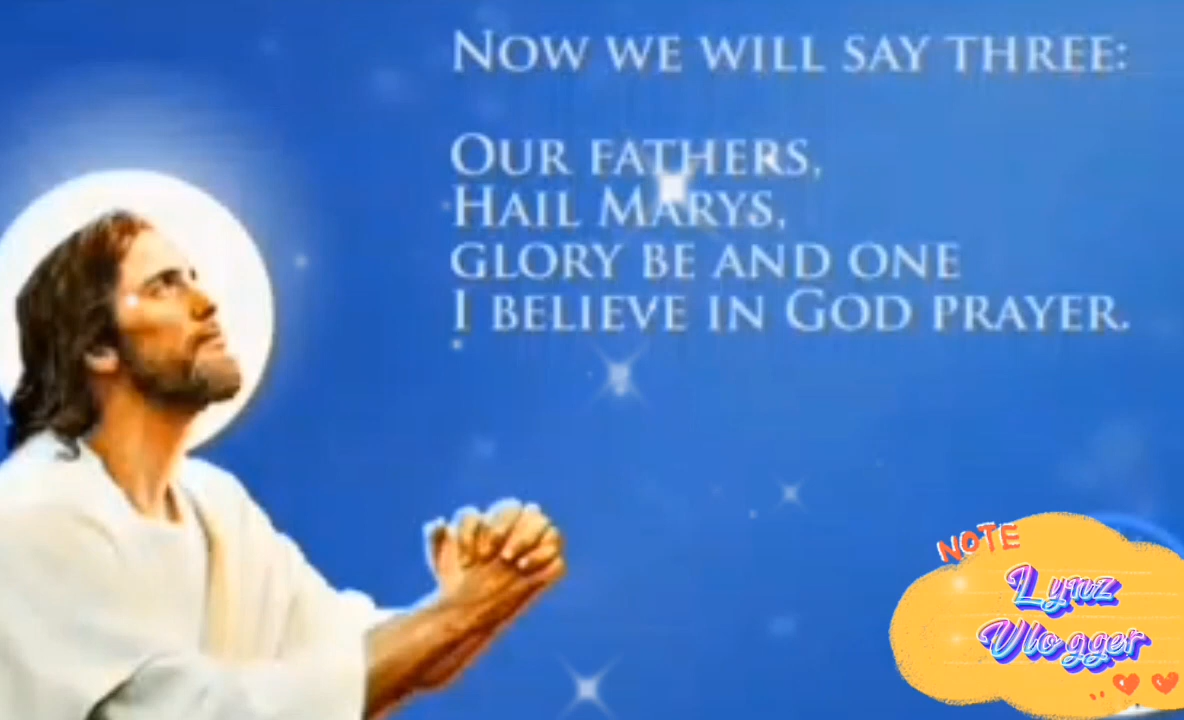 NOW WE WILL SAY THREE:
OUR FATHERS,
HAIL MARYS,
GLORY BE AND ONE
I BELIEVE IN GOD PRAYER.
NOTE
Lynz
Vlogger